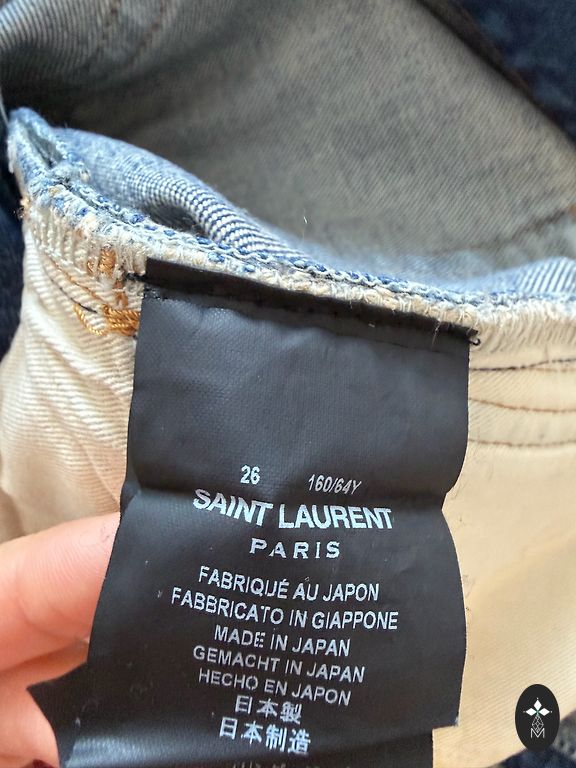 26 160/64Y
SAINT LAURENT
PARIS
FABRIQUÉ AU JAPON
FABBRICATO IN GIAPPONE
MADE IN JAPAN
GEMACHT IN JAPAN
HECHO EN JAPON
日本製
日本制造